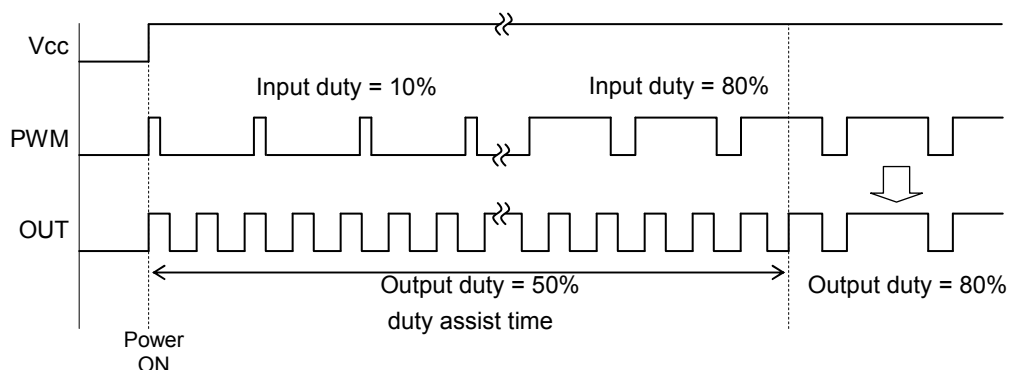 Vcc
Input duty = 10%
Input duty = 80%
PWM
OUT
Output duty = 50%
Output duty = 80%
duty assist time
Power
ON